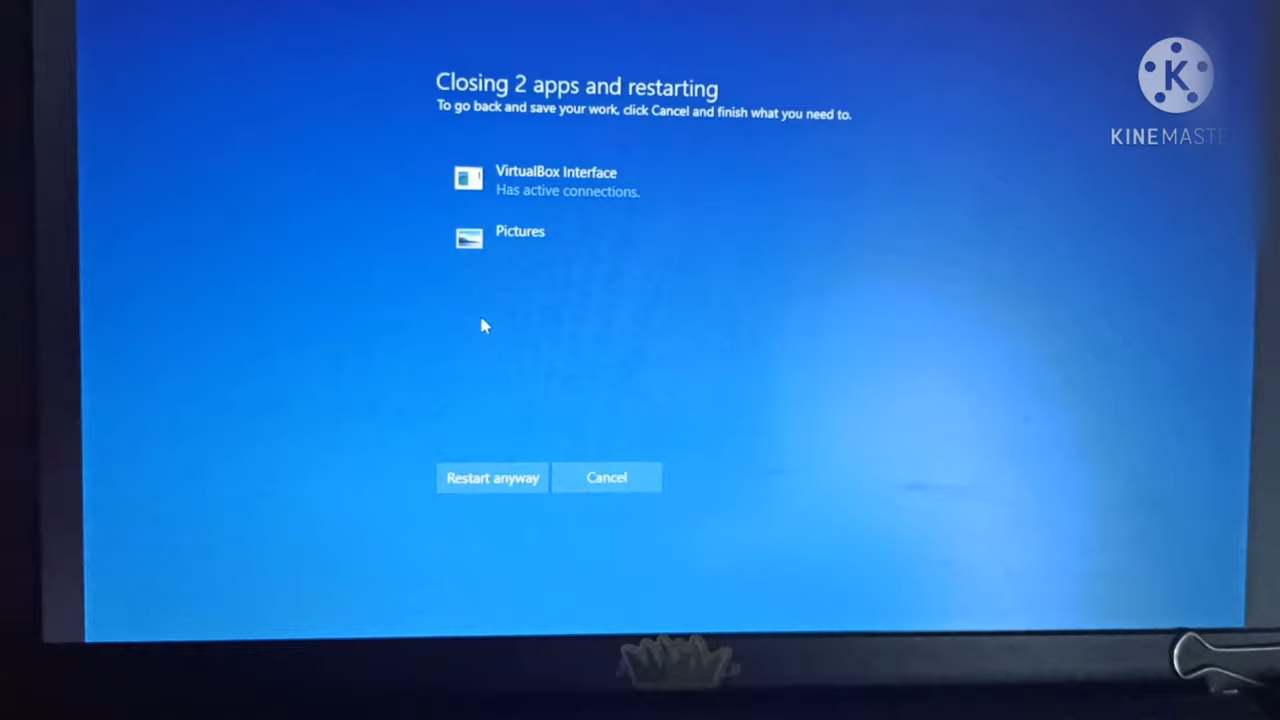 Closing 2 apps and restarting
To go back and save your work, click Cancel and finish what you need to.
VirtualBox Interface
Has active connections.
Pictures
Restart anyway
Cancel
K
KINEMASTE